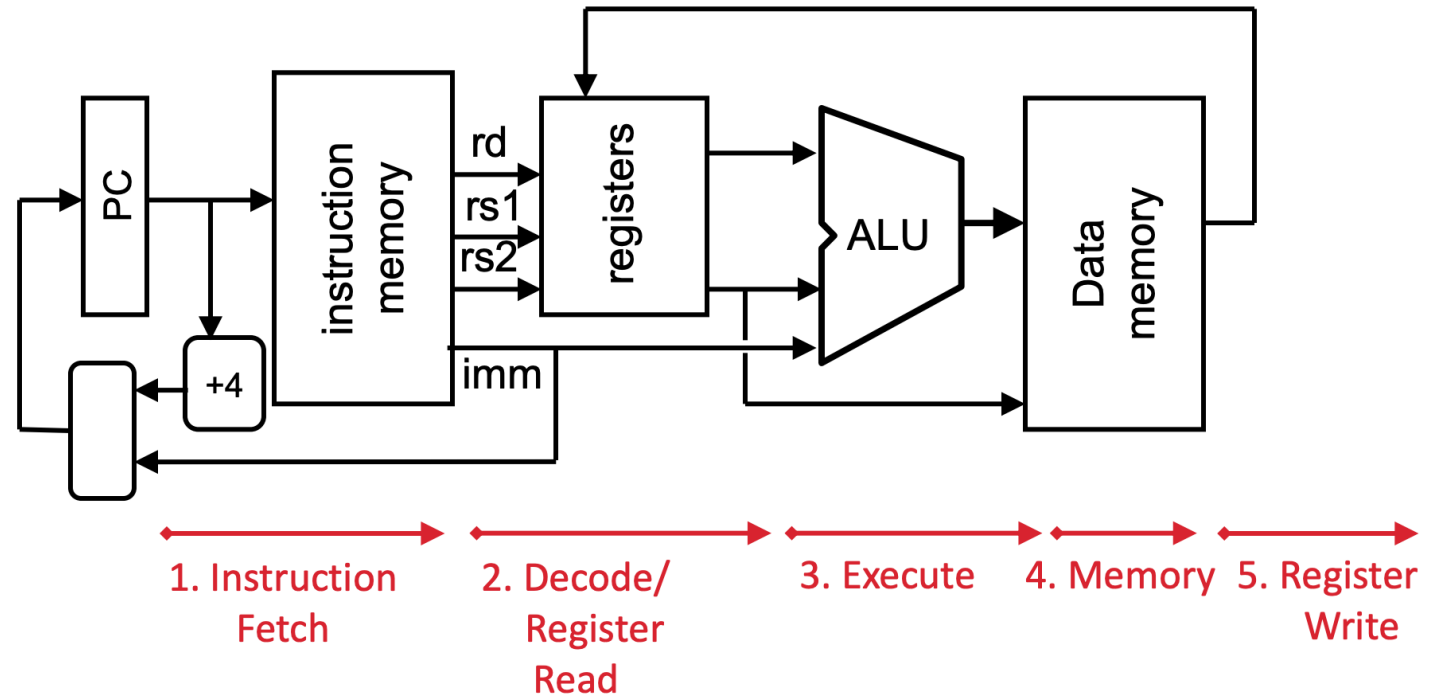 PC
+4
instruction
memory
rd
rs1
rs2
imm
registers
ALU
Data
memory
1. Instruction
Fetch
2. Decode/
Register
Read
3. Execute
4. Memory
5. Register
Write